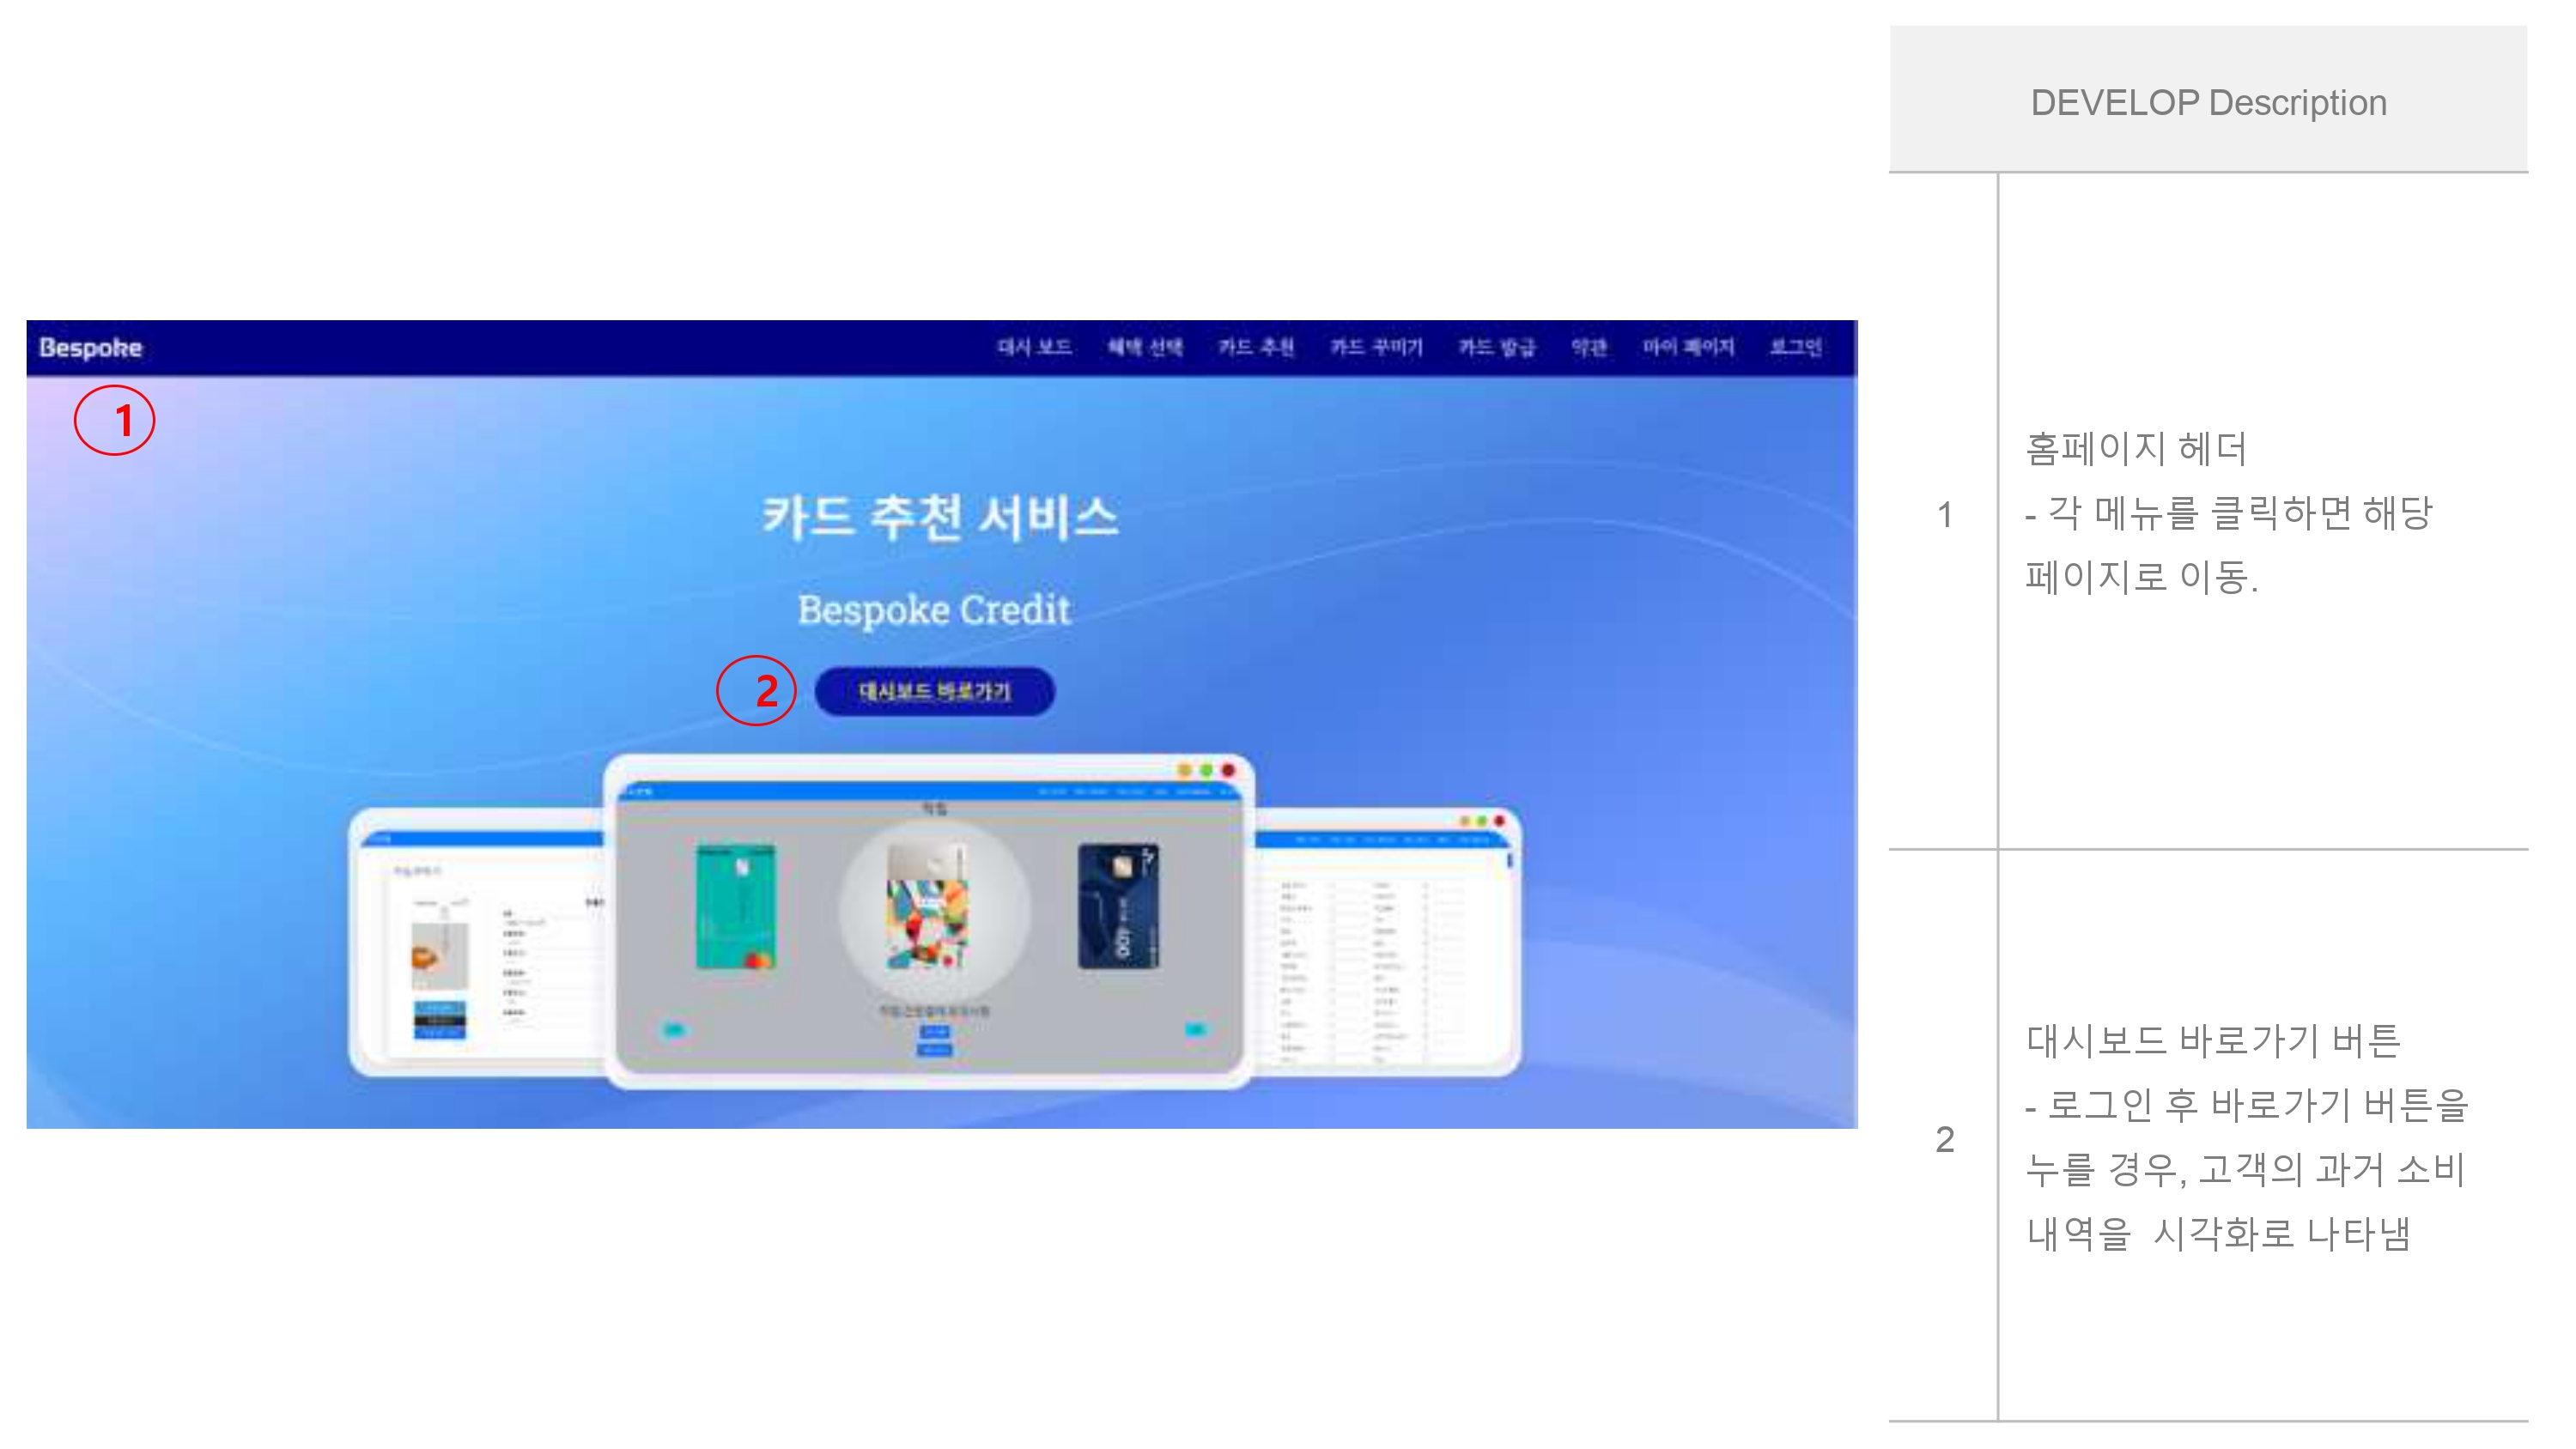 Bespoke
대시 보드 혜택 선택 카드 추천 카드 꾸미기 카드 발급 약관 마이 페이지 로그인
1
카드 추천 서비스
Bespoke Credit
2 대시보드 바로가기
DEVELOP Description
1
홈페이지 헤더
- 각 메뉴를 클릭하면 해당
페이지로 이동.
2
대시보드 바로가기 버튼
- 로그인 후 바로가기 버튼을
누를 경우, 고객의 과거 소비
내역을 시각화로 나타냄